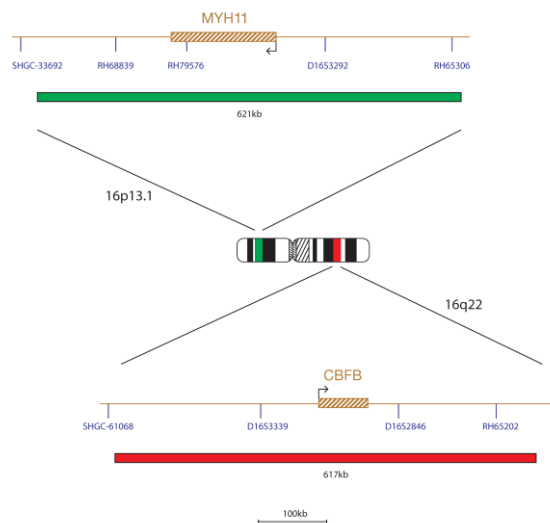 MYH11
SHGC-33692 RH68839 RH79576 D16S3292 RH65306
621kb
16p13.1
16q22
CBFB
SHGC-61068 D16S3339 D16S2846 RH65202
617kb
100kb